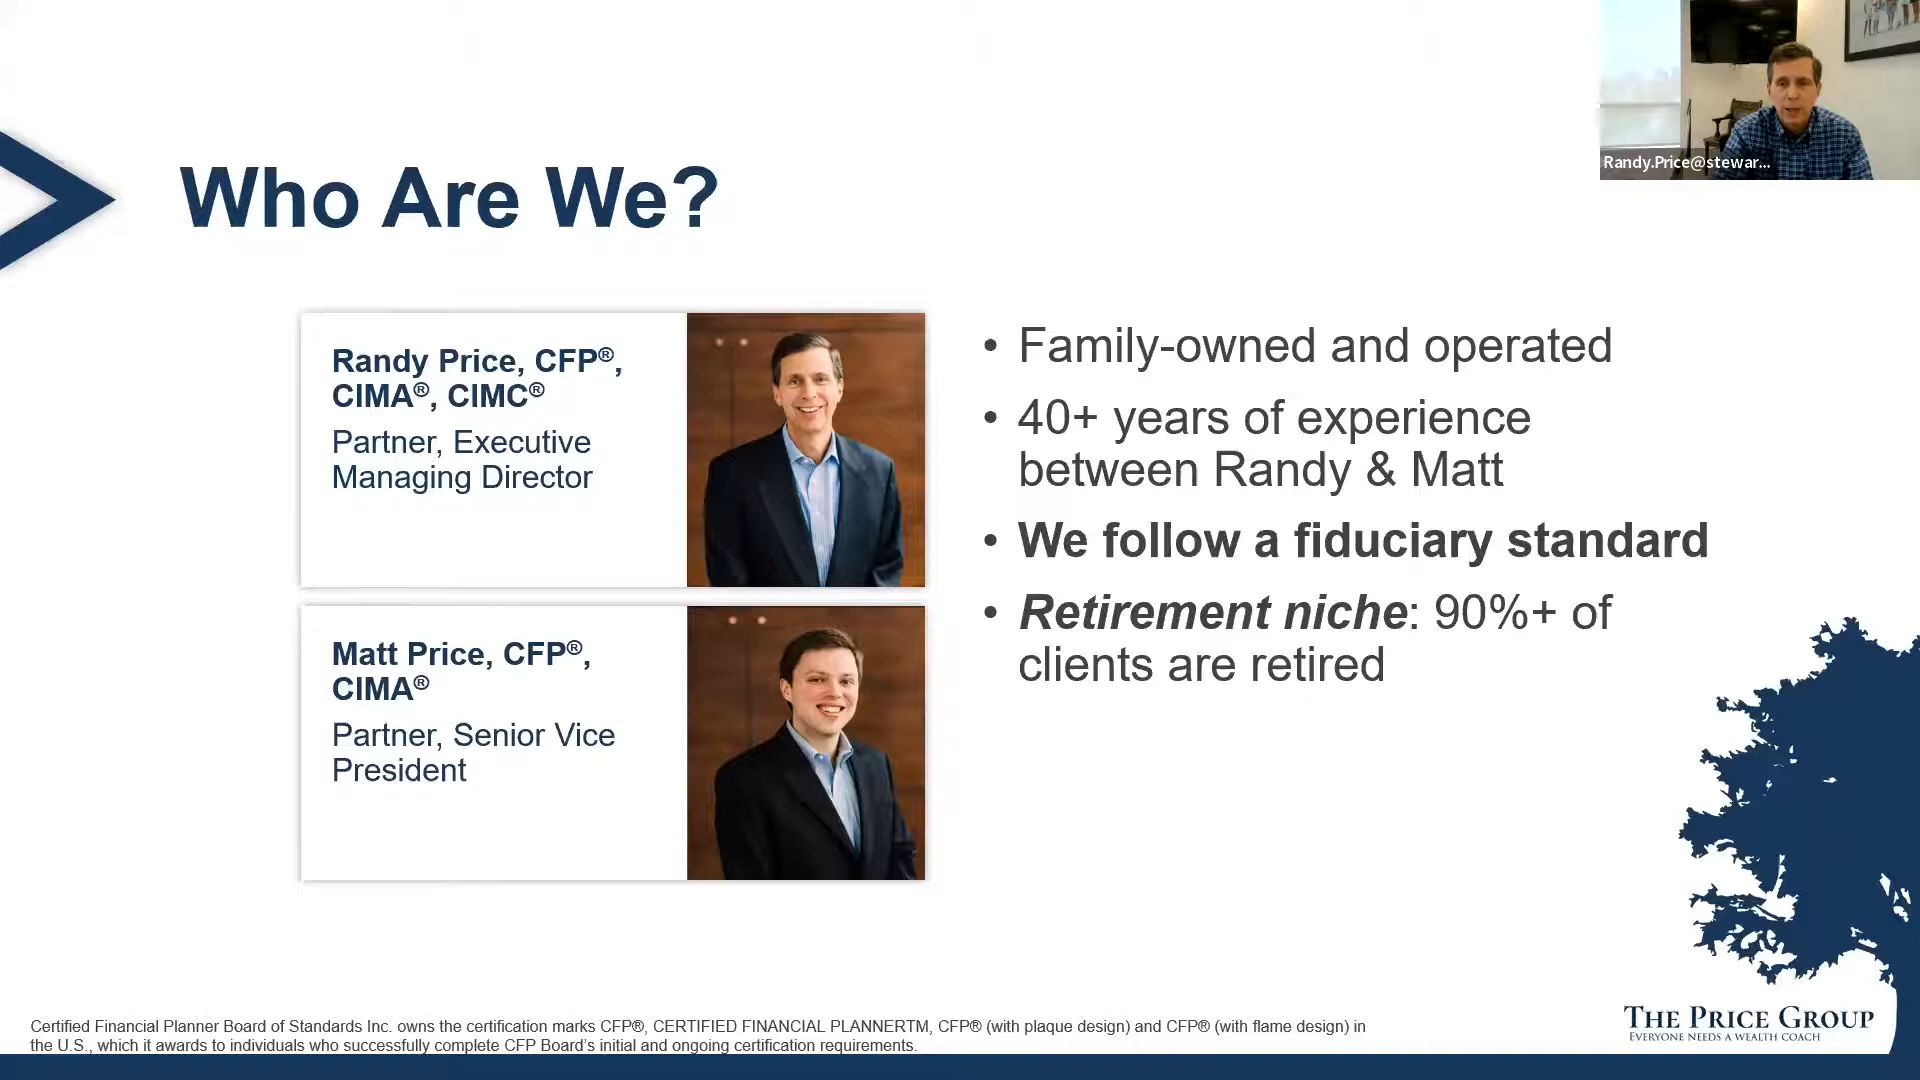 Randy.Price@stewar...
Who Are We?
Randy Price, CFP®,
CIMA®, CIMC®
Partner, Executive
Managing Director
Matt Price, CFP®,
CIMA®
Partner, Senior Vice
President
• Family-owned and operated
• 40+ years of experience
between Randy & Matt
• We follow a fiduciary standard
• Retirement niche: 90%+ of
clients are retired
Certified Financial Planner Board of Standards Inc. owns the certification marks CFP®, CERTIFIED FINANCIAL PLANNERTM, CFP® (with plaque design) and CFP® (with flame design) in
the U.S., which it awards to individuals who successfully complete CFP Board's initial and ongoing certification requirements.
THE PRICE GROUP
EVERYONE NEEDS A WEALTH COACH